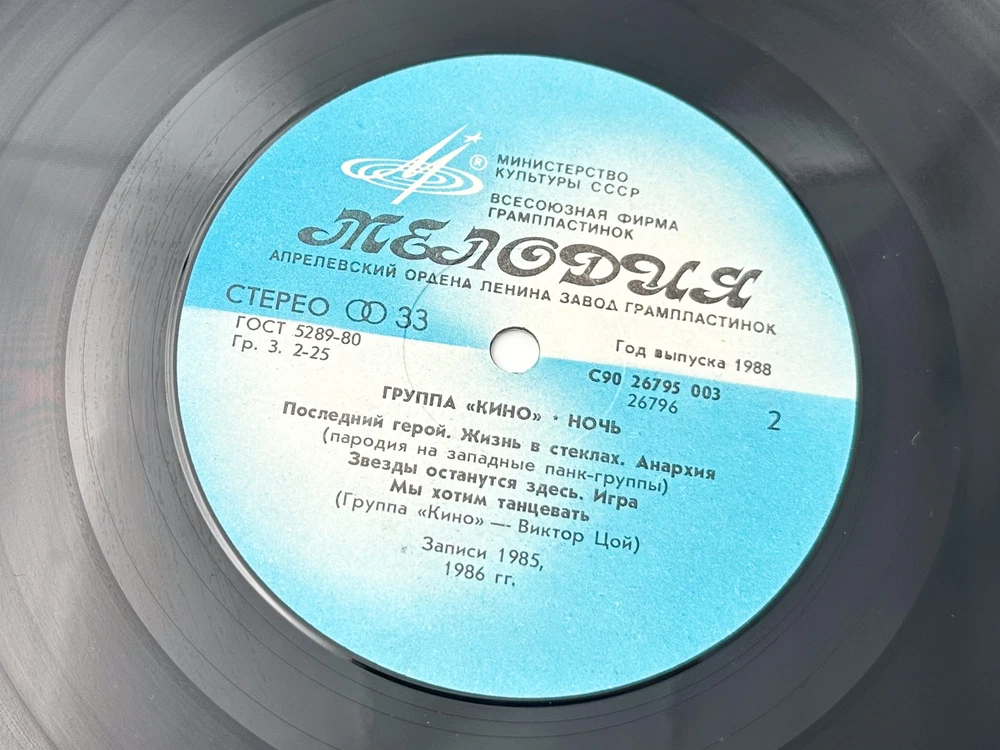 ®
МИНИСТЕРСТВО
КУЛЬТУРЫ СССР
ВСЕСОЮЗНАЯ ФИРМА
ГРАМПЛАСТИНОК
МЕЛОДИЯ
АПРЕЛЕВСКИЙ ОРДЕНА ЛЕНИНА ЗАВОД ГРАМПЛАСТИНОК
СТЕРЕО 33
ГОСТ 5289-80
Гр. 3. 2-25
Год выпуска 1988
С90 26795 003
26796
2
ГРУППА «КИНО» * НОЧЬ
Последний герой. Жизнь в стеклах. Анархия
(пародия на западные панк-группы)
Звезды останутся здесь. Игра
Мы хотим танцевать
(Группа «Кино» — Виктор Цой)
Записи 1985,
1986 гг.